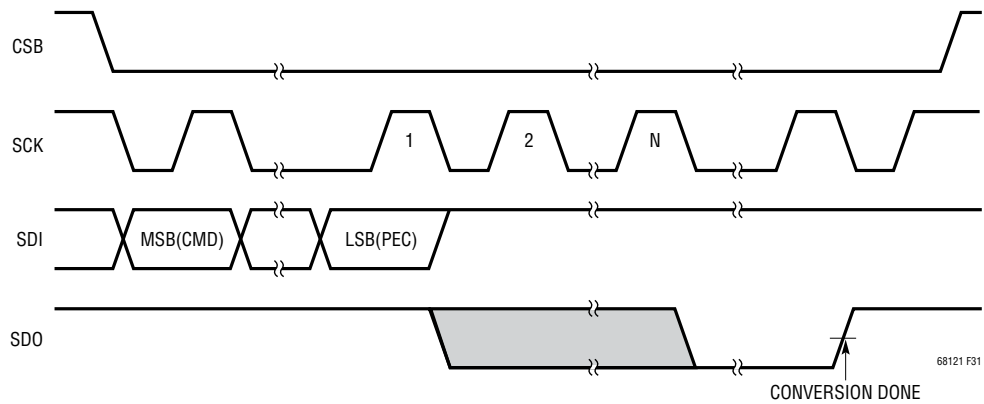 CSB
SCK
1
2
N
SDI
MSB(CMD)
LSB(PEC)
SDO
68121 F31
CONVERSION DONE